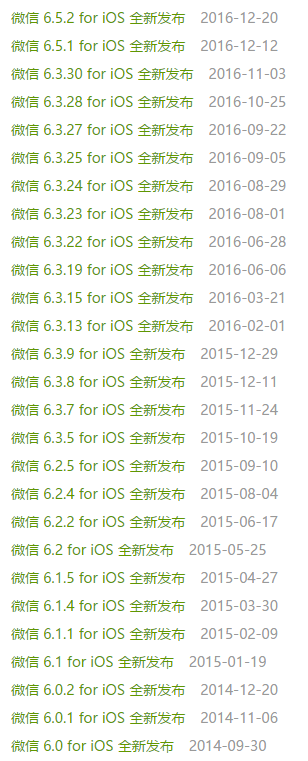 微信 6.5.2 for iOS 全新发布 2016-12-20
微信 6.5.1 for iOS 全新发布 2016-12-12
微信 6.3.30 for iOS 全新发布 2016-11-03
微信 6.3.28 for iOS 全新发布 2016-10-25
微信 6.3.27 for iOS 全新发布 2016-09-22
微信 6.3.25 for iOS 全新发布 2016-09-05
微信 6.3.24 for iOS 全新发布 2016-08-29
微信 6.3.23 for iOS 全新发布 2016-08-01
微信 6.3.22 for iOS 全新发布 2016-06-28
微信 6.3.19 for iOS 全新发布 2016-06-06
微信 6.3.15 for iOS 全新发布 2016-03-21
微信 6.3.13 for iOS 全新发布 2016-02-01
微信 6.3.9 for iOS 全新发布 2015-12-29
微信 6.3.8 for iOS 全新发布 2015-12-11
微信 6.3.7 for iOS 全新发布 2015-11-24
微信 6.3.5 for iOS 全新发布 2015-10-19
微信 6.2.5 for iOS 全新发布 2015-09-10
微信 6.2.4 for iOS 全新发布 2015-08-04
微信 6.2.2 for iOS 全新发布 2015-06-17
微信 6.2 for iOS 全新发布 2015-05-25
微信 6.1.5 for iOS 全新发布 2015-04-27
微信 6.1.4 for iOS 全新发布 2015-03-30
微信 6.1.1 for iOS 全新发布 2015-02-09
微信 6.1 for iOS 全新发布 2015-01-19
微信 6.0.2 for iOS 全新发布 2014-12-20
微信 6.0.1 for iOS 全新发布 2014-11-06
微信 6.0 for iOS 全新发布 2014-09-30